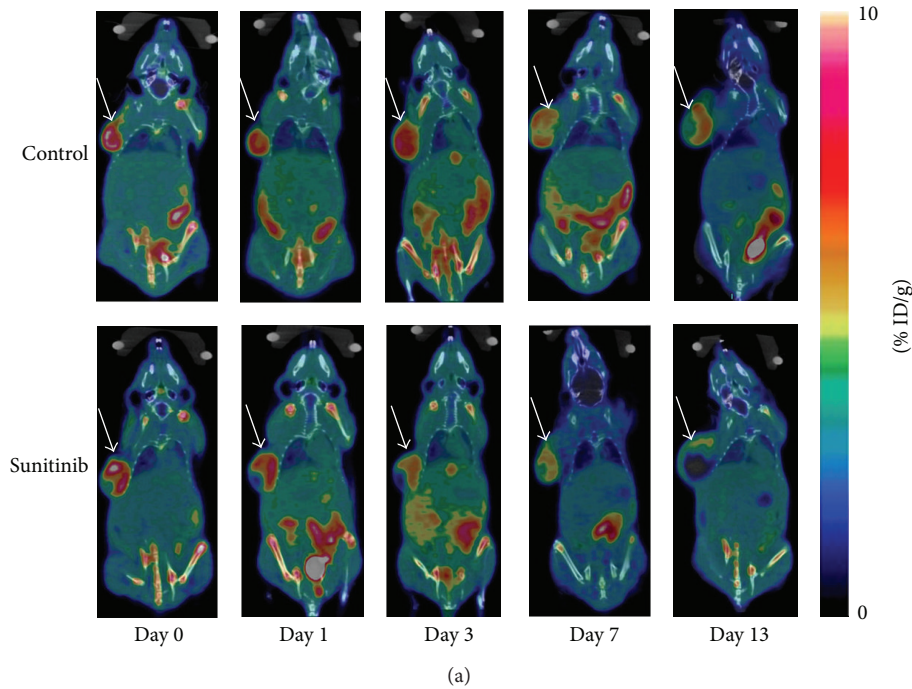 10
Control
(% ID/g)
Sunitinib
0
Day 0 Day 1 Day 3 Day 7 Day 13
(a)